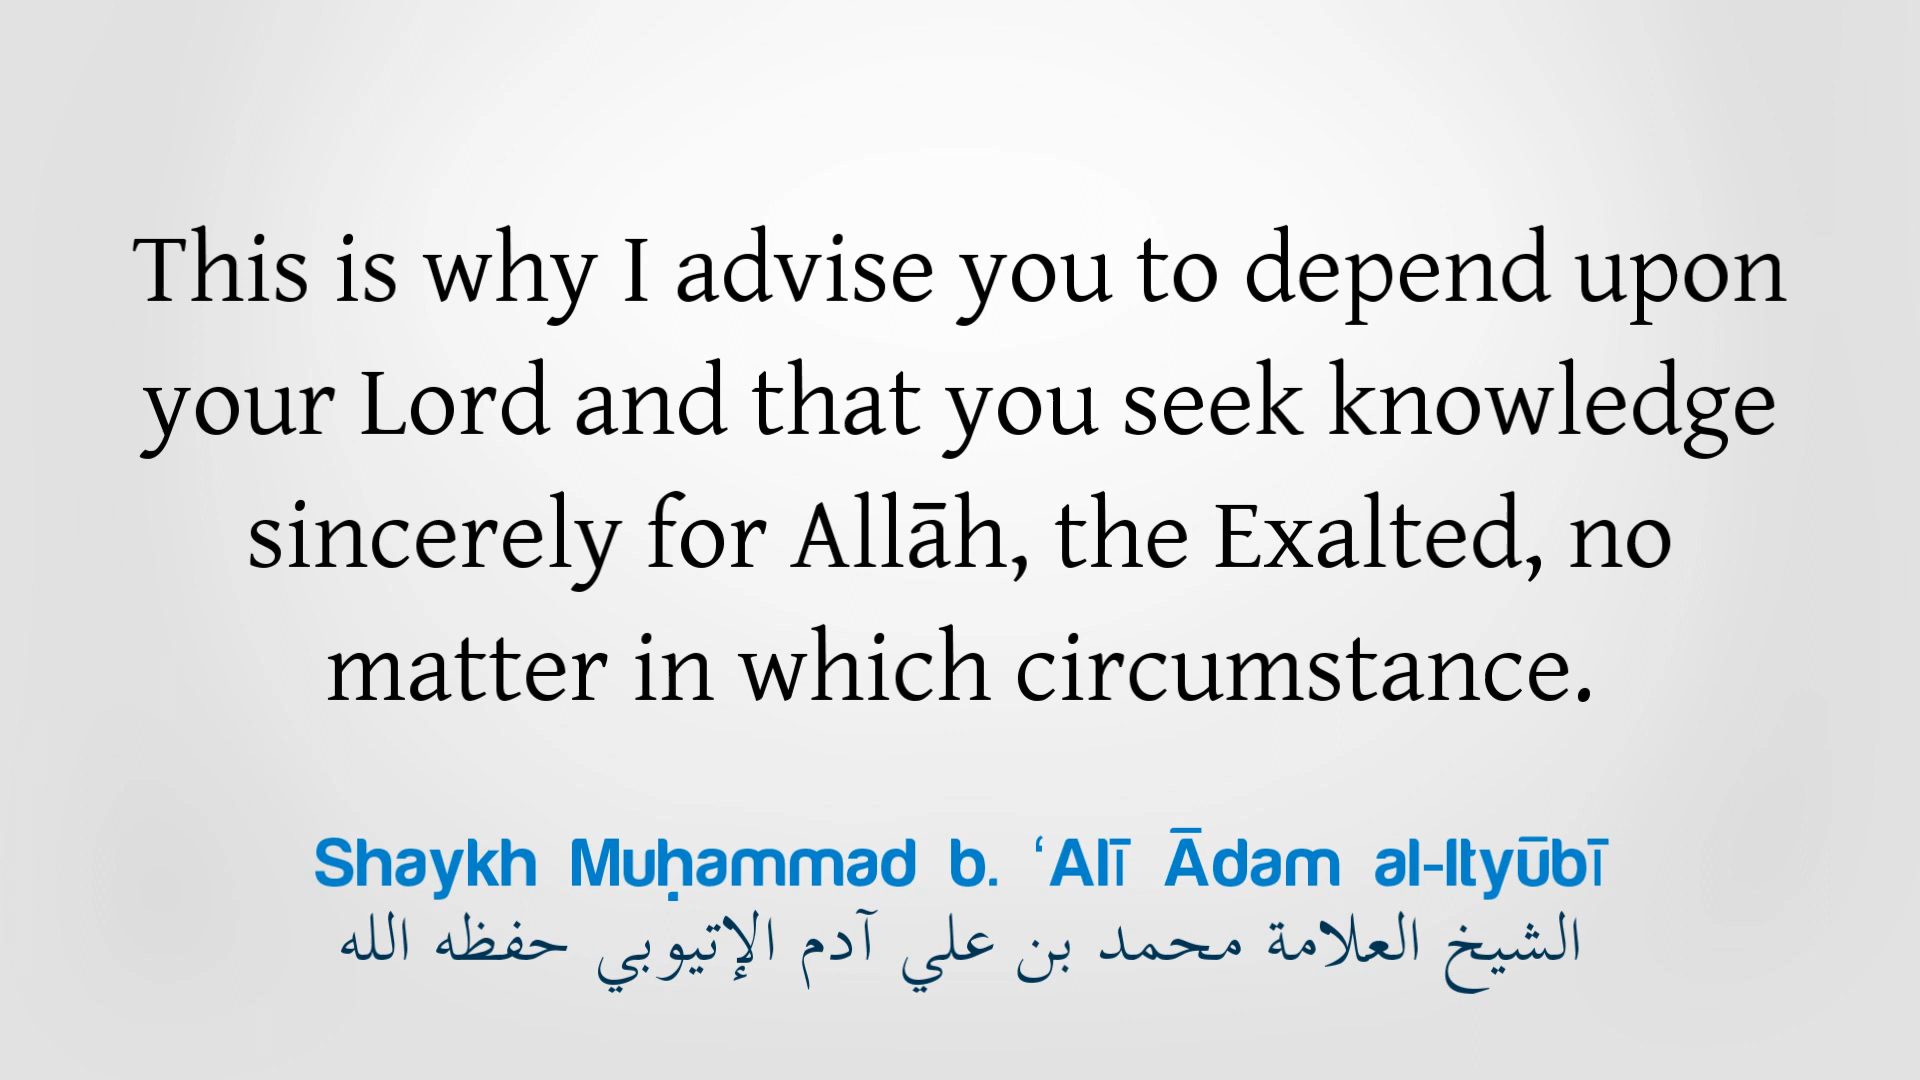 This is why I advise you to depend upon
your Lord and that you seek knowledge
sincerely for Allāh, the Exalted, no
matter in which circumstance.
Shaykh Muḥammad b. ʿAlī Ādam al-Ityūbī
الشيخ العلامة محمد بن علي آدم الإتيوبي حفظه الله